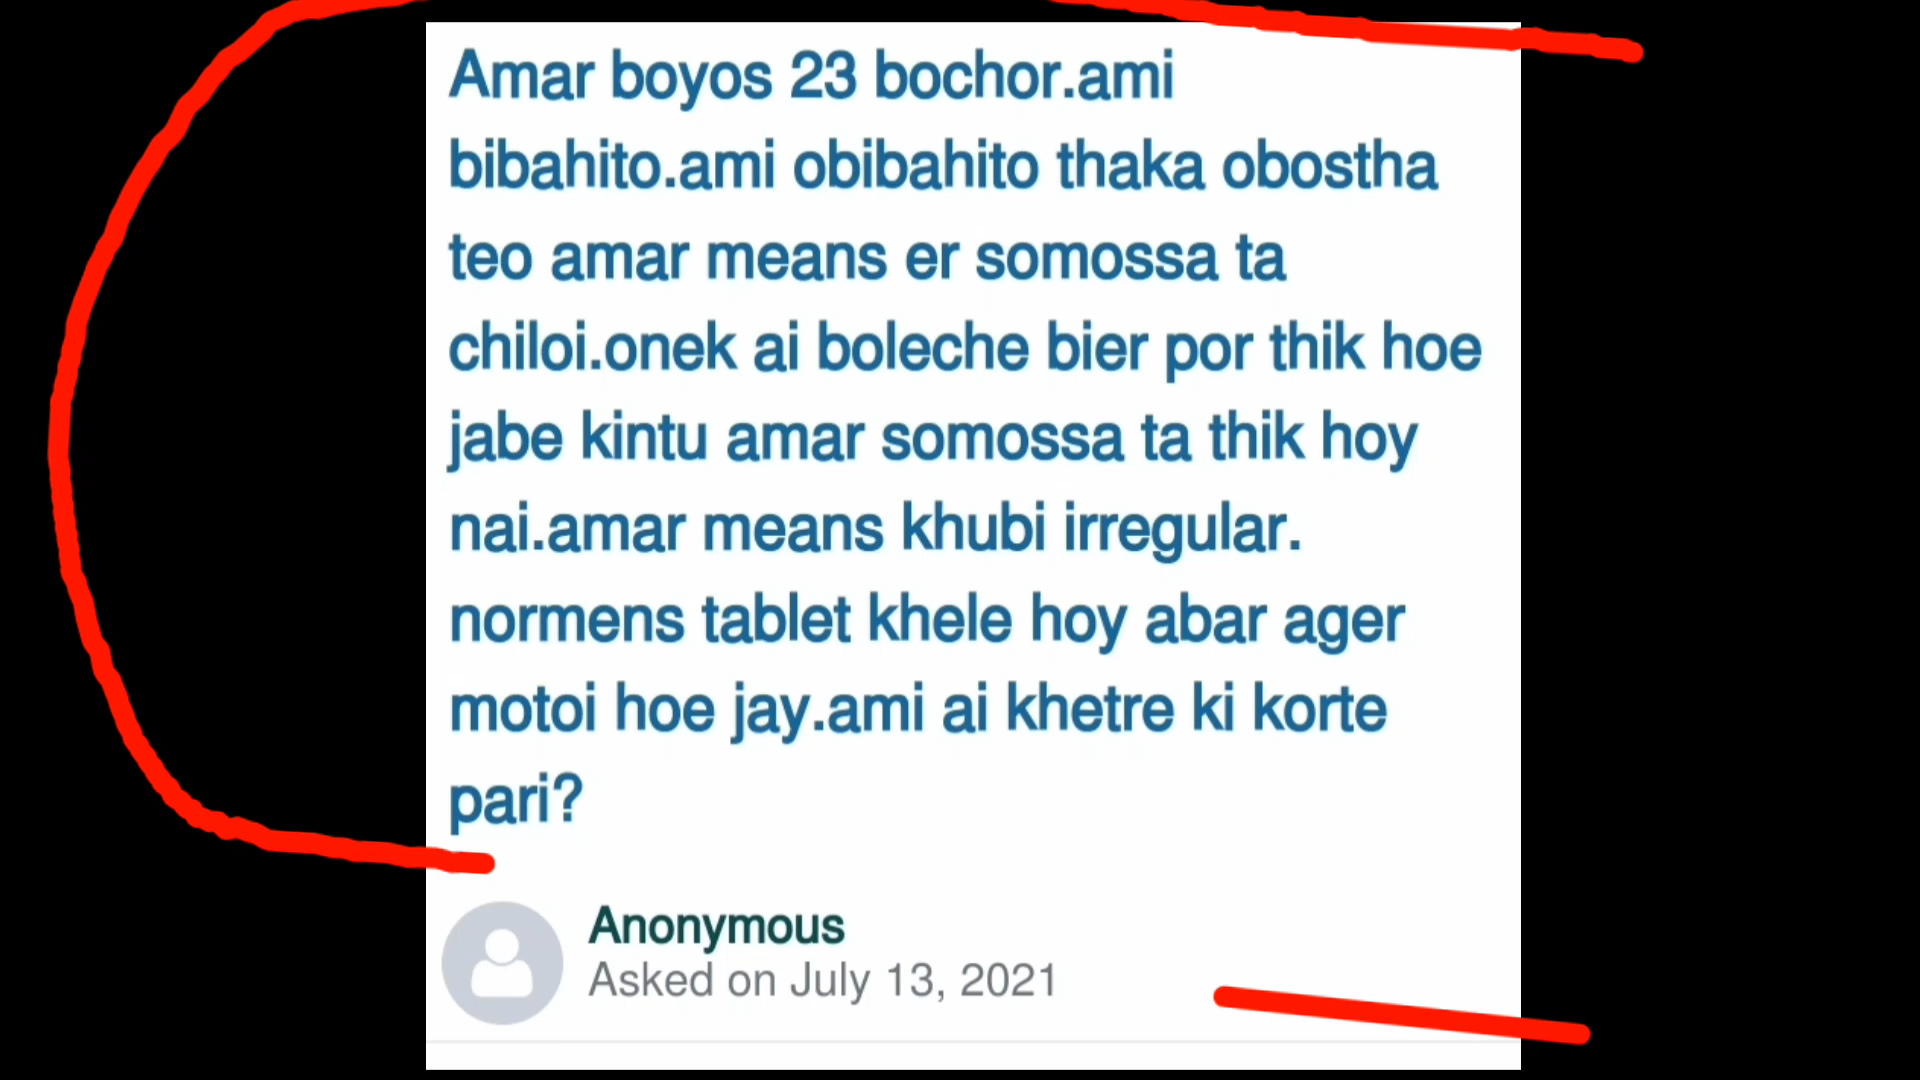 Amar boyos 23 bochor.ami
bibahito.ami obibahito thaka obostha
teo amar means er somossa ta
chiloi.onek ai boleche bier por thik hoe
jabe kintu amar somossa ta thik hoy
nai.amar means khubi irregular.
normens tablet khele hoy abar ager
motoi hoe jay.ami ai khetre ki korte
pari?
Anonymous
Asked on July 13, 2021